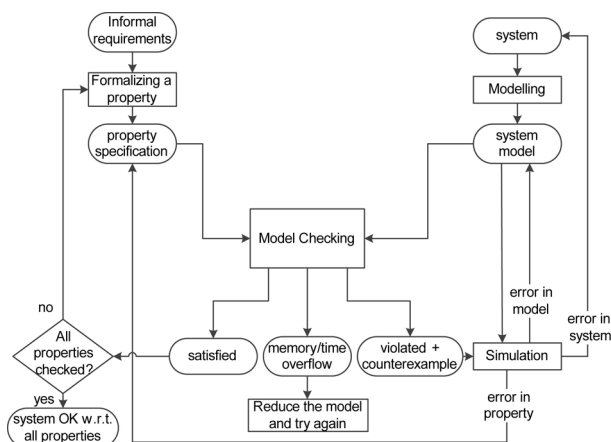 Informal
requirements
system
Formalizing a
property
Modelling
property
specification
system
model
Model Checking
no
error in
model
error in
system
All
properties
checked?
satisfied
memory/time
overflow
violated +
counterexample
Simulation
yes
Reduce the model
and try again
error in
property
system OK w.r.t.
all properties